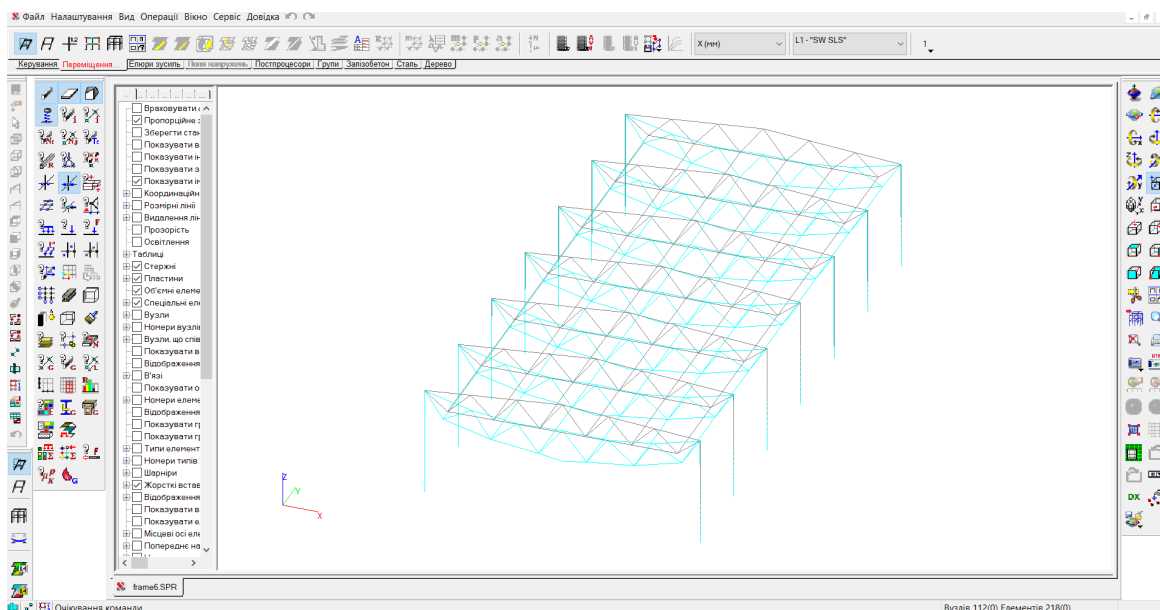 Файл Налаштування Вид Операції Вікно Сервіс Довідка
X (мм)
L1 - "SW SLS"
1
Керування Переміщення... Епюри зусиль Поля напружень Постпроцесори Групи Залізобетон Сталь Дерево
Враховувати
Пропорційне з
Зберегти стан
Показувати в
Показувати ін
Показувати з
Показувати ін
Координаційн
Розмірні лінії
Видалення лін
Прозорість
Освітлення
Таблиці
Стержні
Пластини
Об'ємні елеме
Спеціальні еле
Вузли
Номери вузлів
Вузли, що спів
Показувати в
Відображення
В'язі
Показувати о
Номери елеме
Відображення
Показувати гр
Показувати гр
Типи елемент
Номери типів
Шарніри
Жорсткі встав
Відображення
Показувати в
Показувати е
Місцеві осі еле
Попереднє на
Z
Y
X
DX
frame6.SPR
Очікування команди
Вузлів 112(0) Елементів 218(0)